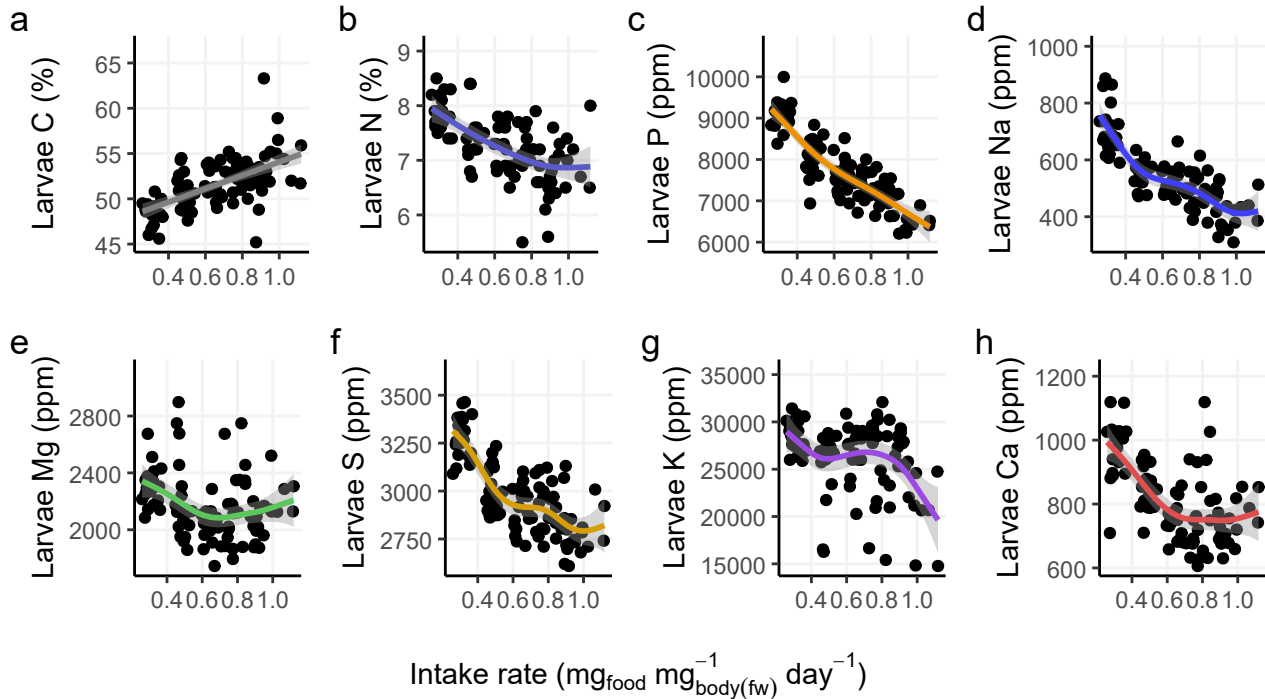 a
Larvae C (%)
65
60
55
50
45
0.4 0.6 0.8 1.0
b
Larvae N (%)
9
8
7
6
0.4 0.6 0.8 1.0
c
Larvae P (ppm)
10000
9000
8000
7000
6000
0.4 0.6 0.8 1.0
d
Larvae Na (ppm)
1000
800
600
400
0.4 0.6 0.8 1.0
e
Larvae Mg (ppm)
2800
2400
2000
0.4 0.6 0.8 1.0
f
Larvae S (ppm)
3500
3250
3000
2750
0.4 0.6 0.8 1.0
g
Larvae K (ppm)
35000
30000
25000
20000
15000
0.4 0.6 0.8 1.0
h
Larvae Ca (ppm)
1200
1000
800
600
0.4 0.6 0.8 1.0
Intake rate (mg_food mg_body(fw)^−1 day^−1)